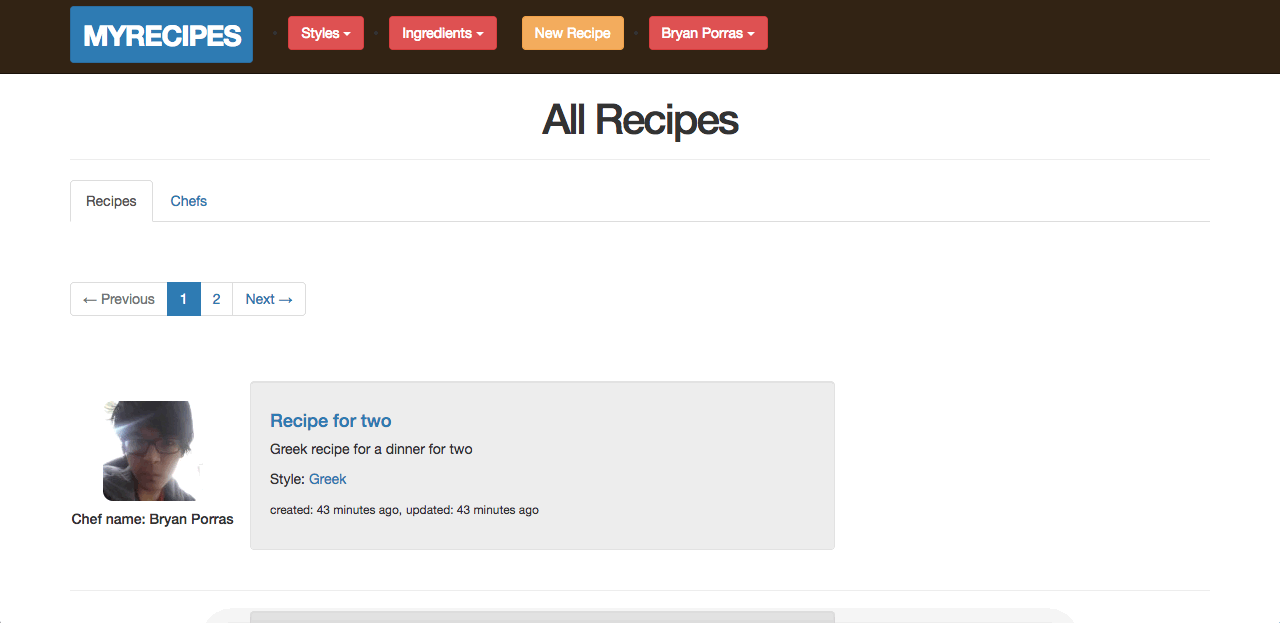 MYRECIPES Styles Ingredients New Recipe Bryan Porras
All Recipes
Recipes Chefs
← Previous 1 2 Next →
Recipe for two
Greek recipe for a dinner for two
Style: Greek
created: 43 minutes ago, updated: 43 minutes ago
Chef name: Bryan Porras